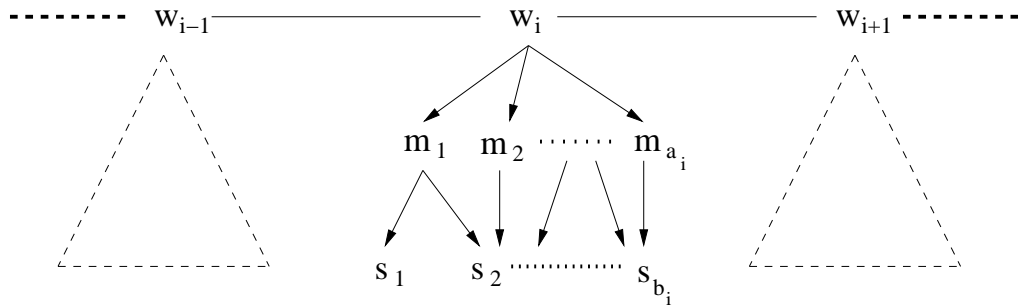 w_{i–1} w_i w_{i+1}
m_1 m_2 m_{a_i}
s_1 s_2 s_{b_i}